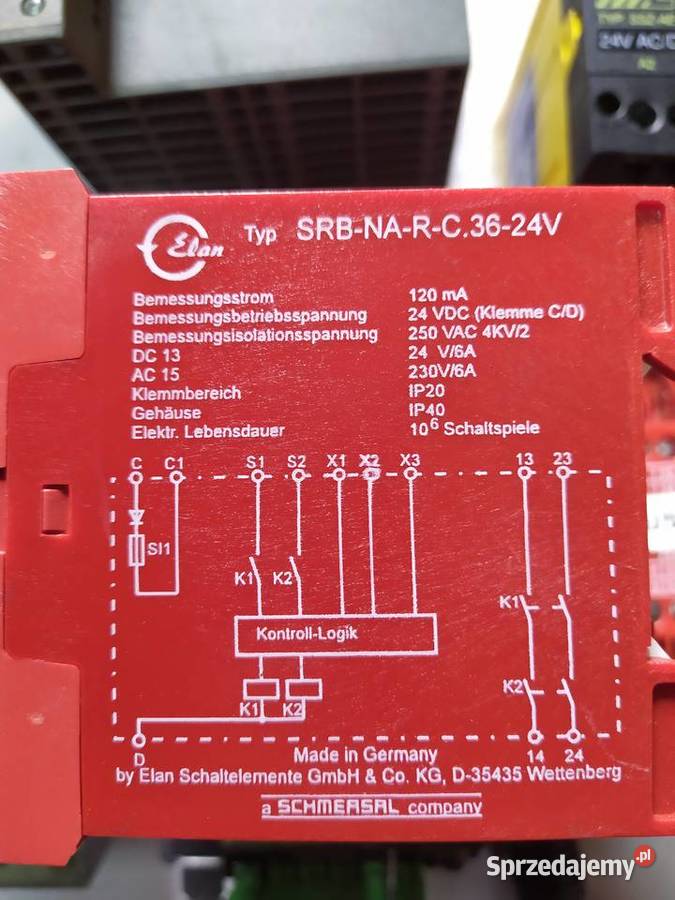 24V AC/D
A2
Elan Typ SRB-NA-R-C.36-24V
Bemessungsstrom 120 mA
Bemessungsbetriebsspannung 24 VDC (Klemme C/D)
Bemessungsisolationsspannung 250 VAC 4KV/2
DC 13 24 V/6A
AC 15 230V/6A
Klemmbereich IP20
Gehäuse IP40
Elektr. Lebensdauer 10⁶ Schaltspiele
C C1 S1 S2 X1 X2 X3 13 23
SI1
K1 K2
K1
Kontroll-Logik
K2
K1 K2
D 14 24
Made in Germany
by Elan Schaltelemente GmbH & Co. KG, D-35435 Wettenberg
a SCHMERSAL company
Sprzedajemy.pl